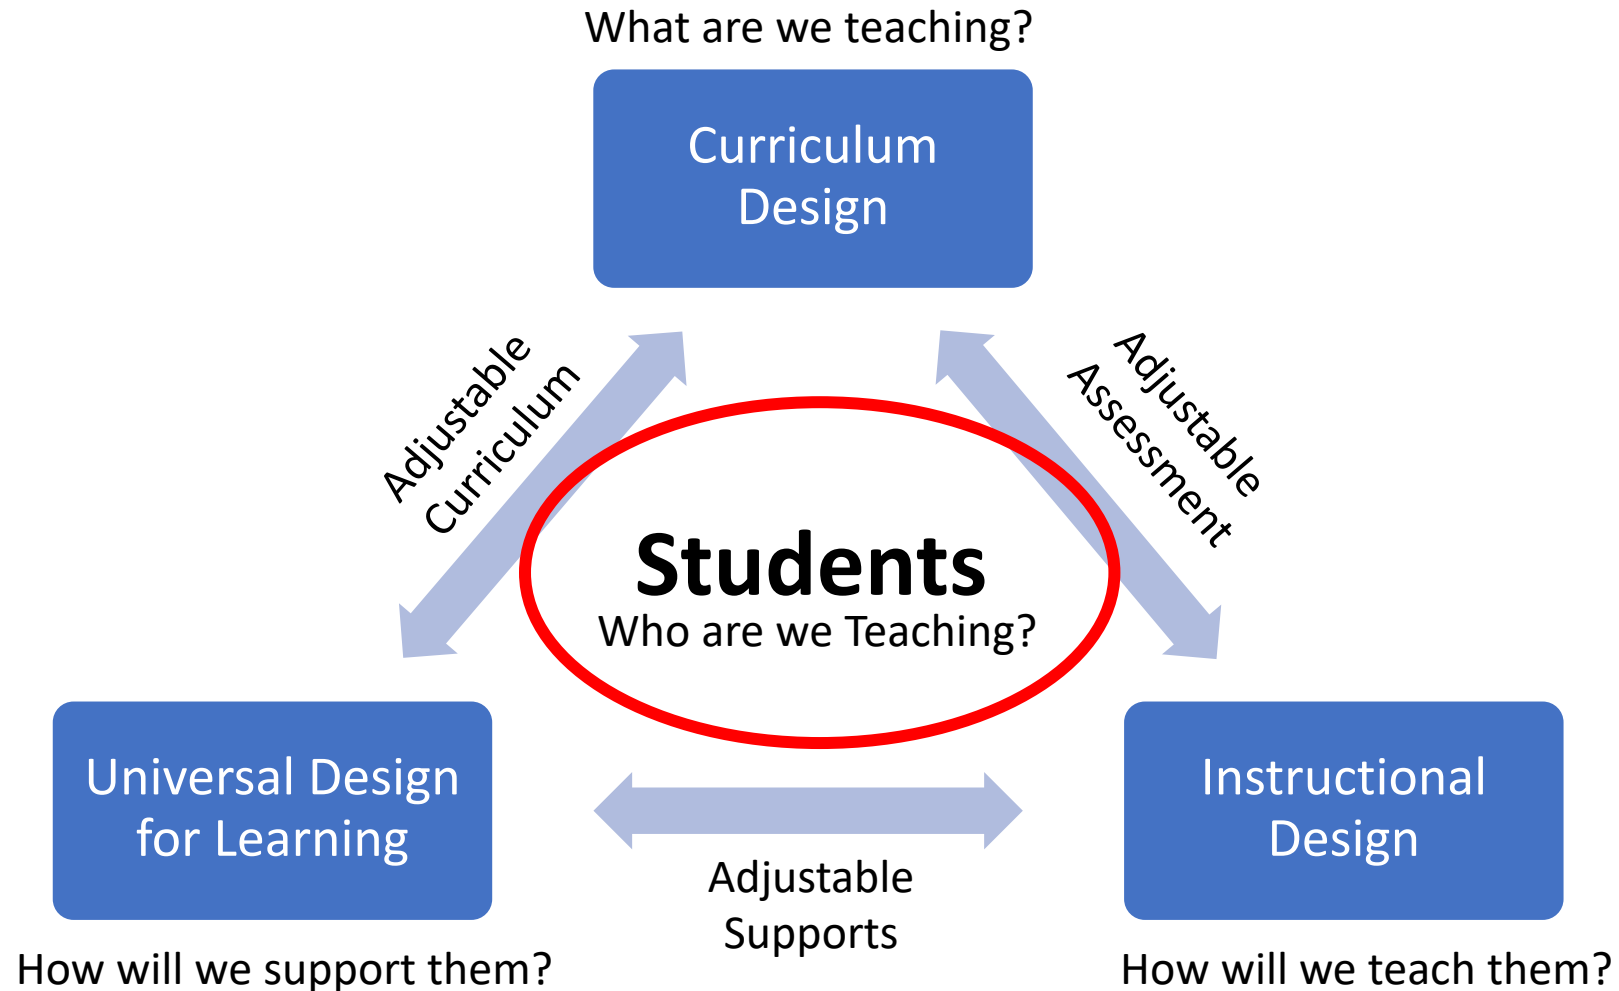 What are we teaching?
Curriculum
Design
Adjustable
Curriculum
Adjustable
Assessment
Students
Who are we Teaching?
Universal Design
for Learning
Instructional
Design
Adjustable
Supports
How will we support them?
How will we teach them?